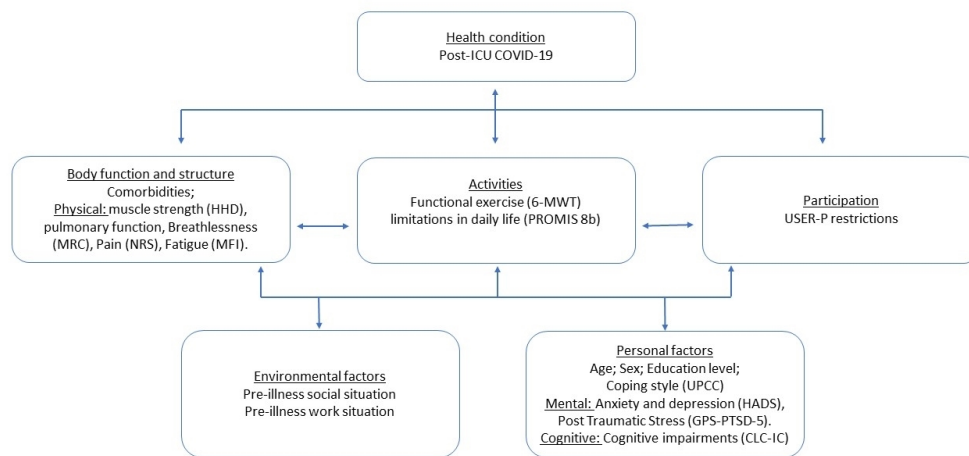 Health condition
Post-ICU COVID-19
Body function and structure
Comorbidities;
Physical: muscle strength (HHD),
pulmonary function, Breathlessness
(MRC), Pain (NRS), Fatigue (MFI).
Activities
Functional exercise (6-MWT)
limitations in daily life (PROMIS 8b)
Participation
USER-P restrictions
Environmental factors
Pre-illness social situation
Pre-illness work situation
Personal factors
Age; Sex; Education level;
Coping style (UPCC)
Mental: Anxiety and depression (HADS),
Post Traumatic Stress (GPS-PTSD-5).
Cognitive: Cognitive impairments (CLC-IC)